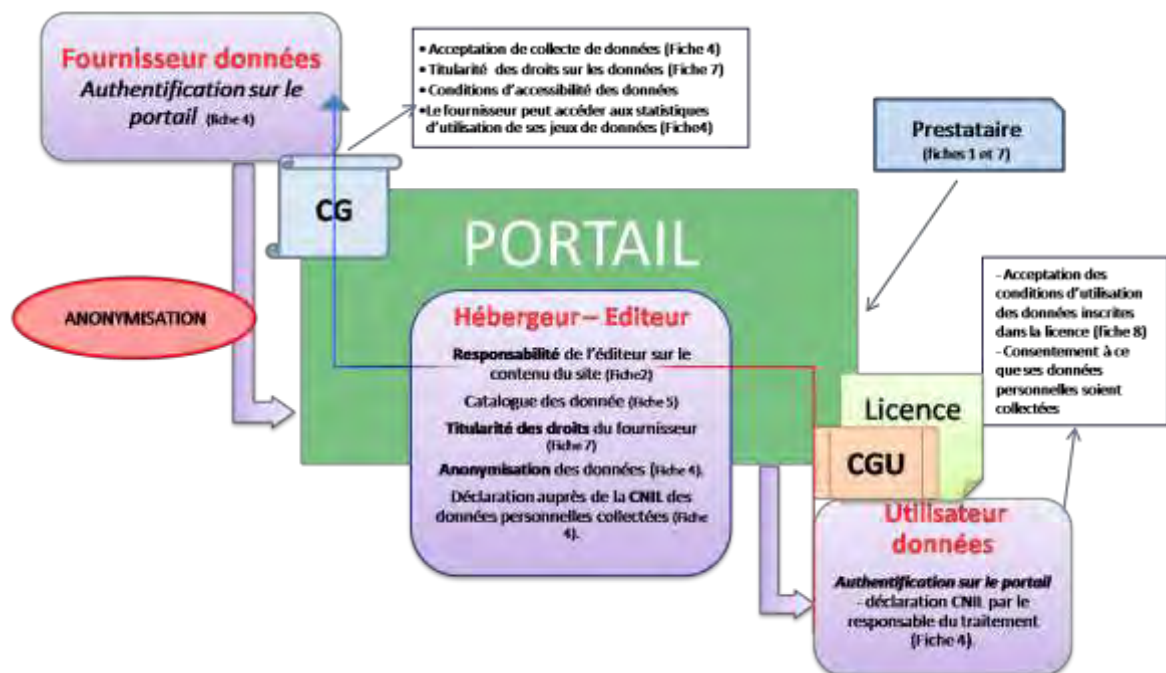 Fournisseur données
Authentification sur le
portail (fiche 4)
• Acceptation de collecte de données (Fiche 4)
• Titularité des droits sur les données (Fiche 7)
• Conditions d'accessibilité des données
•Le fournisseur peut accéder aux statistiques
d'utilisation de ses jeux de données (Fiche4)
Prestataire
(fiches 1 et 7)
CG
PORTAIL
ANONYMISATION
Hébergeur – Editeur
Responsabilité de l'éditeur sur le
contenu du site (Fiche2)
Catalogue des donnée (Fiche 5)
Titularité des droits du fournisseur
(Fiche 7)
Anonymisation des données (Fiche 4).
Déclaration auprès de la CNIL des
données personnelles collectées (Fiche
4).
- Acceptation des
conditions d'utilisation
des données inscrites
dans la licence (fiche 8)
- Consentement à ce
que ses données
personnelles soient
collectées
Licence
CGU
Utilisateur
données
Authentification sur le portail
- déclaration CNIL par le
responsable du traitement
(Fiche 4).